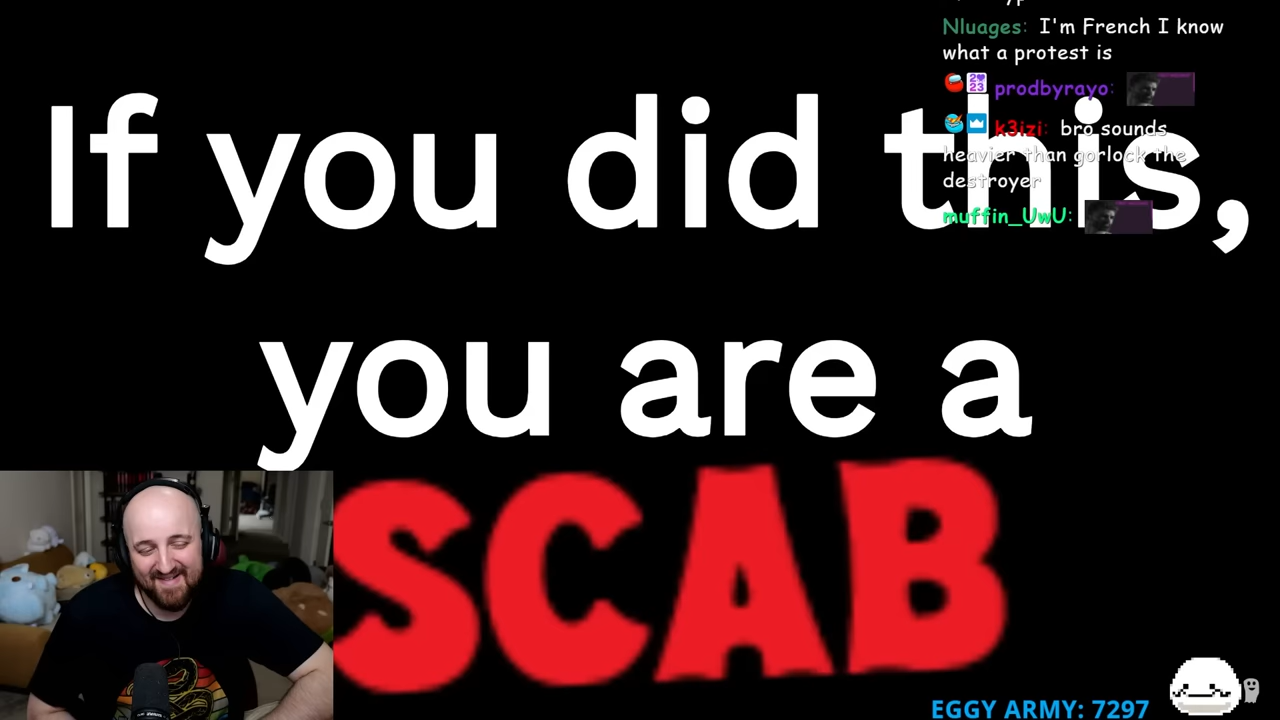 Nluages: I'm French I know
what a protest is
prodbyrayo:
k3izi: bro sounds
heavier than gorlock the
destroyer
muffin_UwU:
If you did this,
you are a
SCAB
EGGY ARMY: 7297